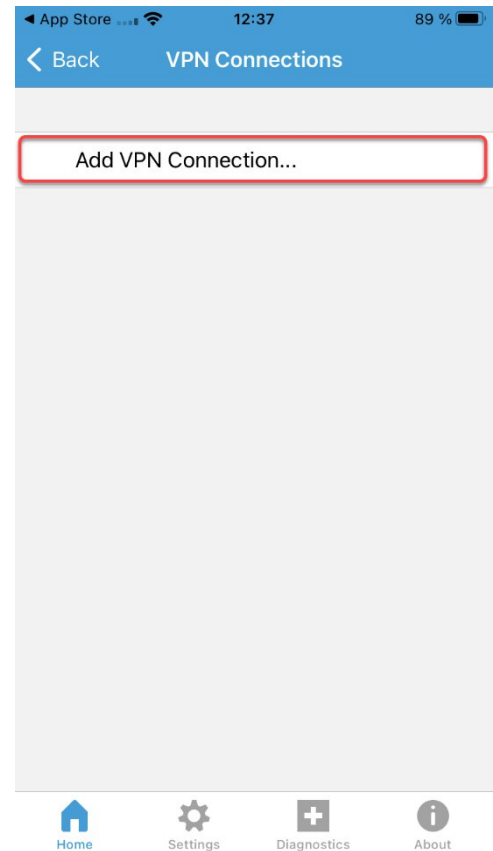 ◀ App Store 12:37 89 %
Back VPN Connections
Add VPN Connection...
Home Settings Diagnostics About